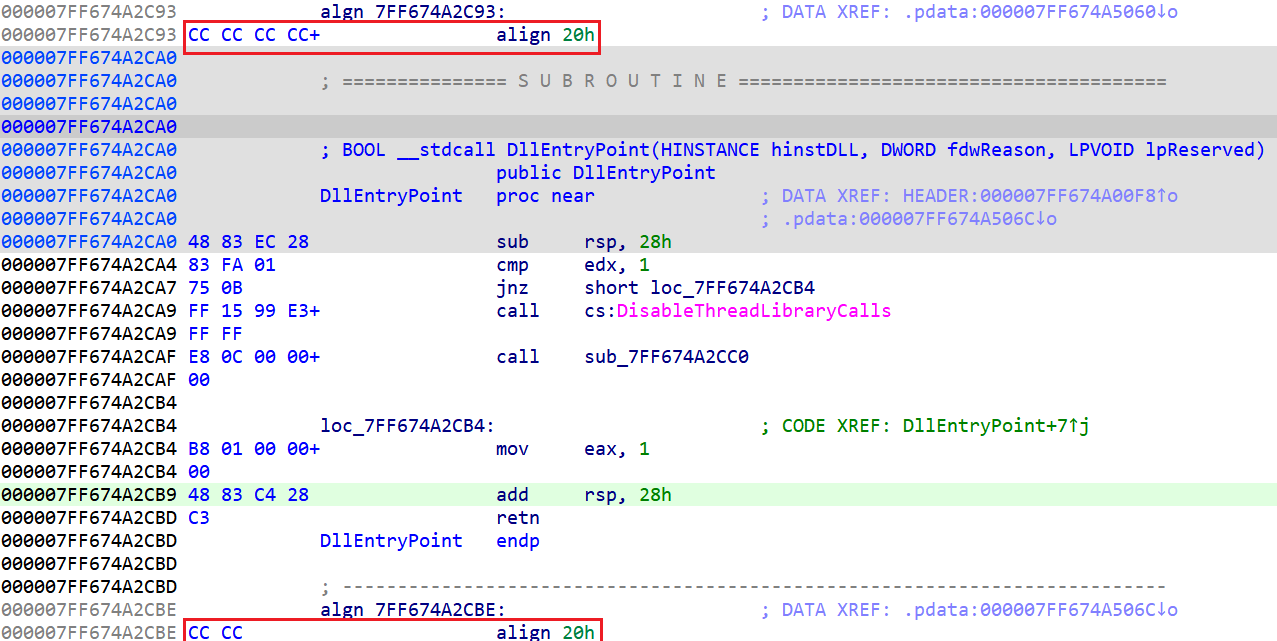 000007FF674A2C93 algn_7FF674A2C93: ; DATA XREF: .pdata:000007FF674A5060↓o
000007FF674A2C93 CC CC CC CC+ align 20h
000007FF674A2CA0
000007FF674A2CA0 ; =============== S U B R O U T I N E =======================================
000007FF674A2CA0
000007FF674A2CA0
000007FF674A2CA0 ; BOOL __stdcall DllEntryPoint(HINSTANCE hinstDLL, DWORD fdwReason, LPVOID lpReserved)
000007FF674A2CA0 public DllEntryPoint
000007FF674A2CA0 DllEntryPoint proc near ; DATA XREF: HEADER:000007FF674A00F8↑o
000007FF674A2CA0 ; .pdata:000007FF674A506C↓o
000007FF674A2CA0 48 83 EC 28 sub rsp, 28h
000007FF674A2CA4 83 FA 01 cmp edx, 1
000007FF674A2CA7 75 0B jnz short loc_7FF674A2CB4
000007FF674A2CA9 FF 15 99 E3+ call cs:DisableThreadLibraryCalls
000007FF674A2CA9 FF FF
000007FF674A2CAF E8 0C 00 00+ call sub_7FF674A2CC0
000007FF674A2CAF 00
000007FF674A2CB4
000007FF674A2CB4 loc_7FF674A2CB4: ; CODE XREF: DllEntryPoint+7↑j
000007FF674A2CB4 B8 01 00 00+ mov eax, 1
000007FF674A2CB4 00
000007FF674A2CB9 48 83 C4 28 add rsp, 28h
000007FF674A2CBD C3 retn
000007FF674A2CBD DllEntryPoint endp
000007FF674A2CBD
000007FF674A2CBD ; ---------------------------------------------------------------------------
000007FF674A2CBE algn_7FF674A2CBE: ; DATA XREF: .pdata:000007FF674A506C↓o
000007FF674A2CBE CC CC align 20h